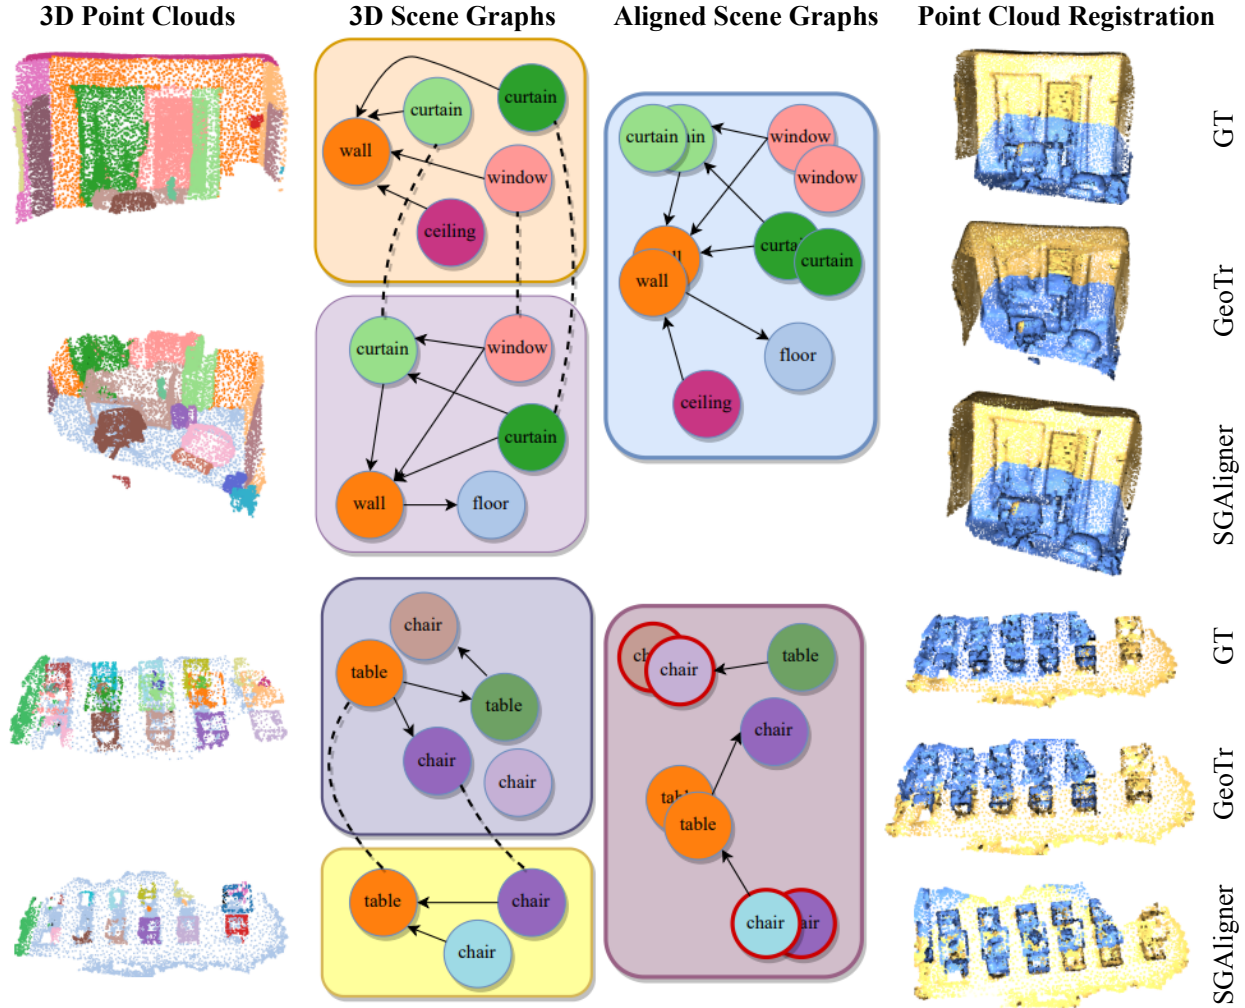 3D Point Clouds
3D Scene Graphs
Aligned Scene Graphs
Point Cloud Registration
curtain
curtain
wall
window
ceiling
curtain
window
curtain
wall
floor
curtain
window
window
curtain
wall
floor
ceiling
GT
GeoTr
SGAligner
chair
table
table
chair
chair
table
chair
chair
chair
table
chair
table
chair
GT
GeoTr
SGAligner